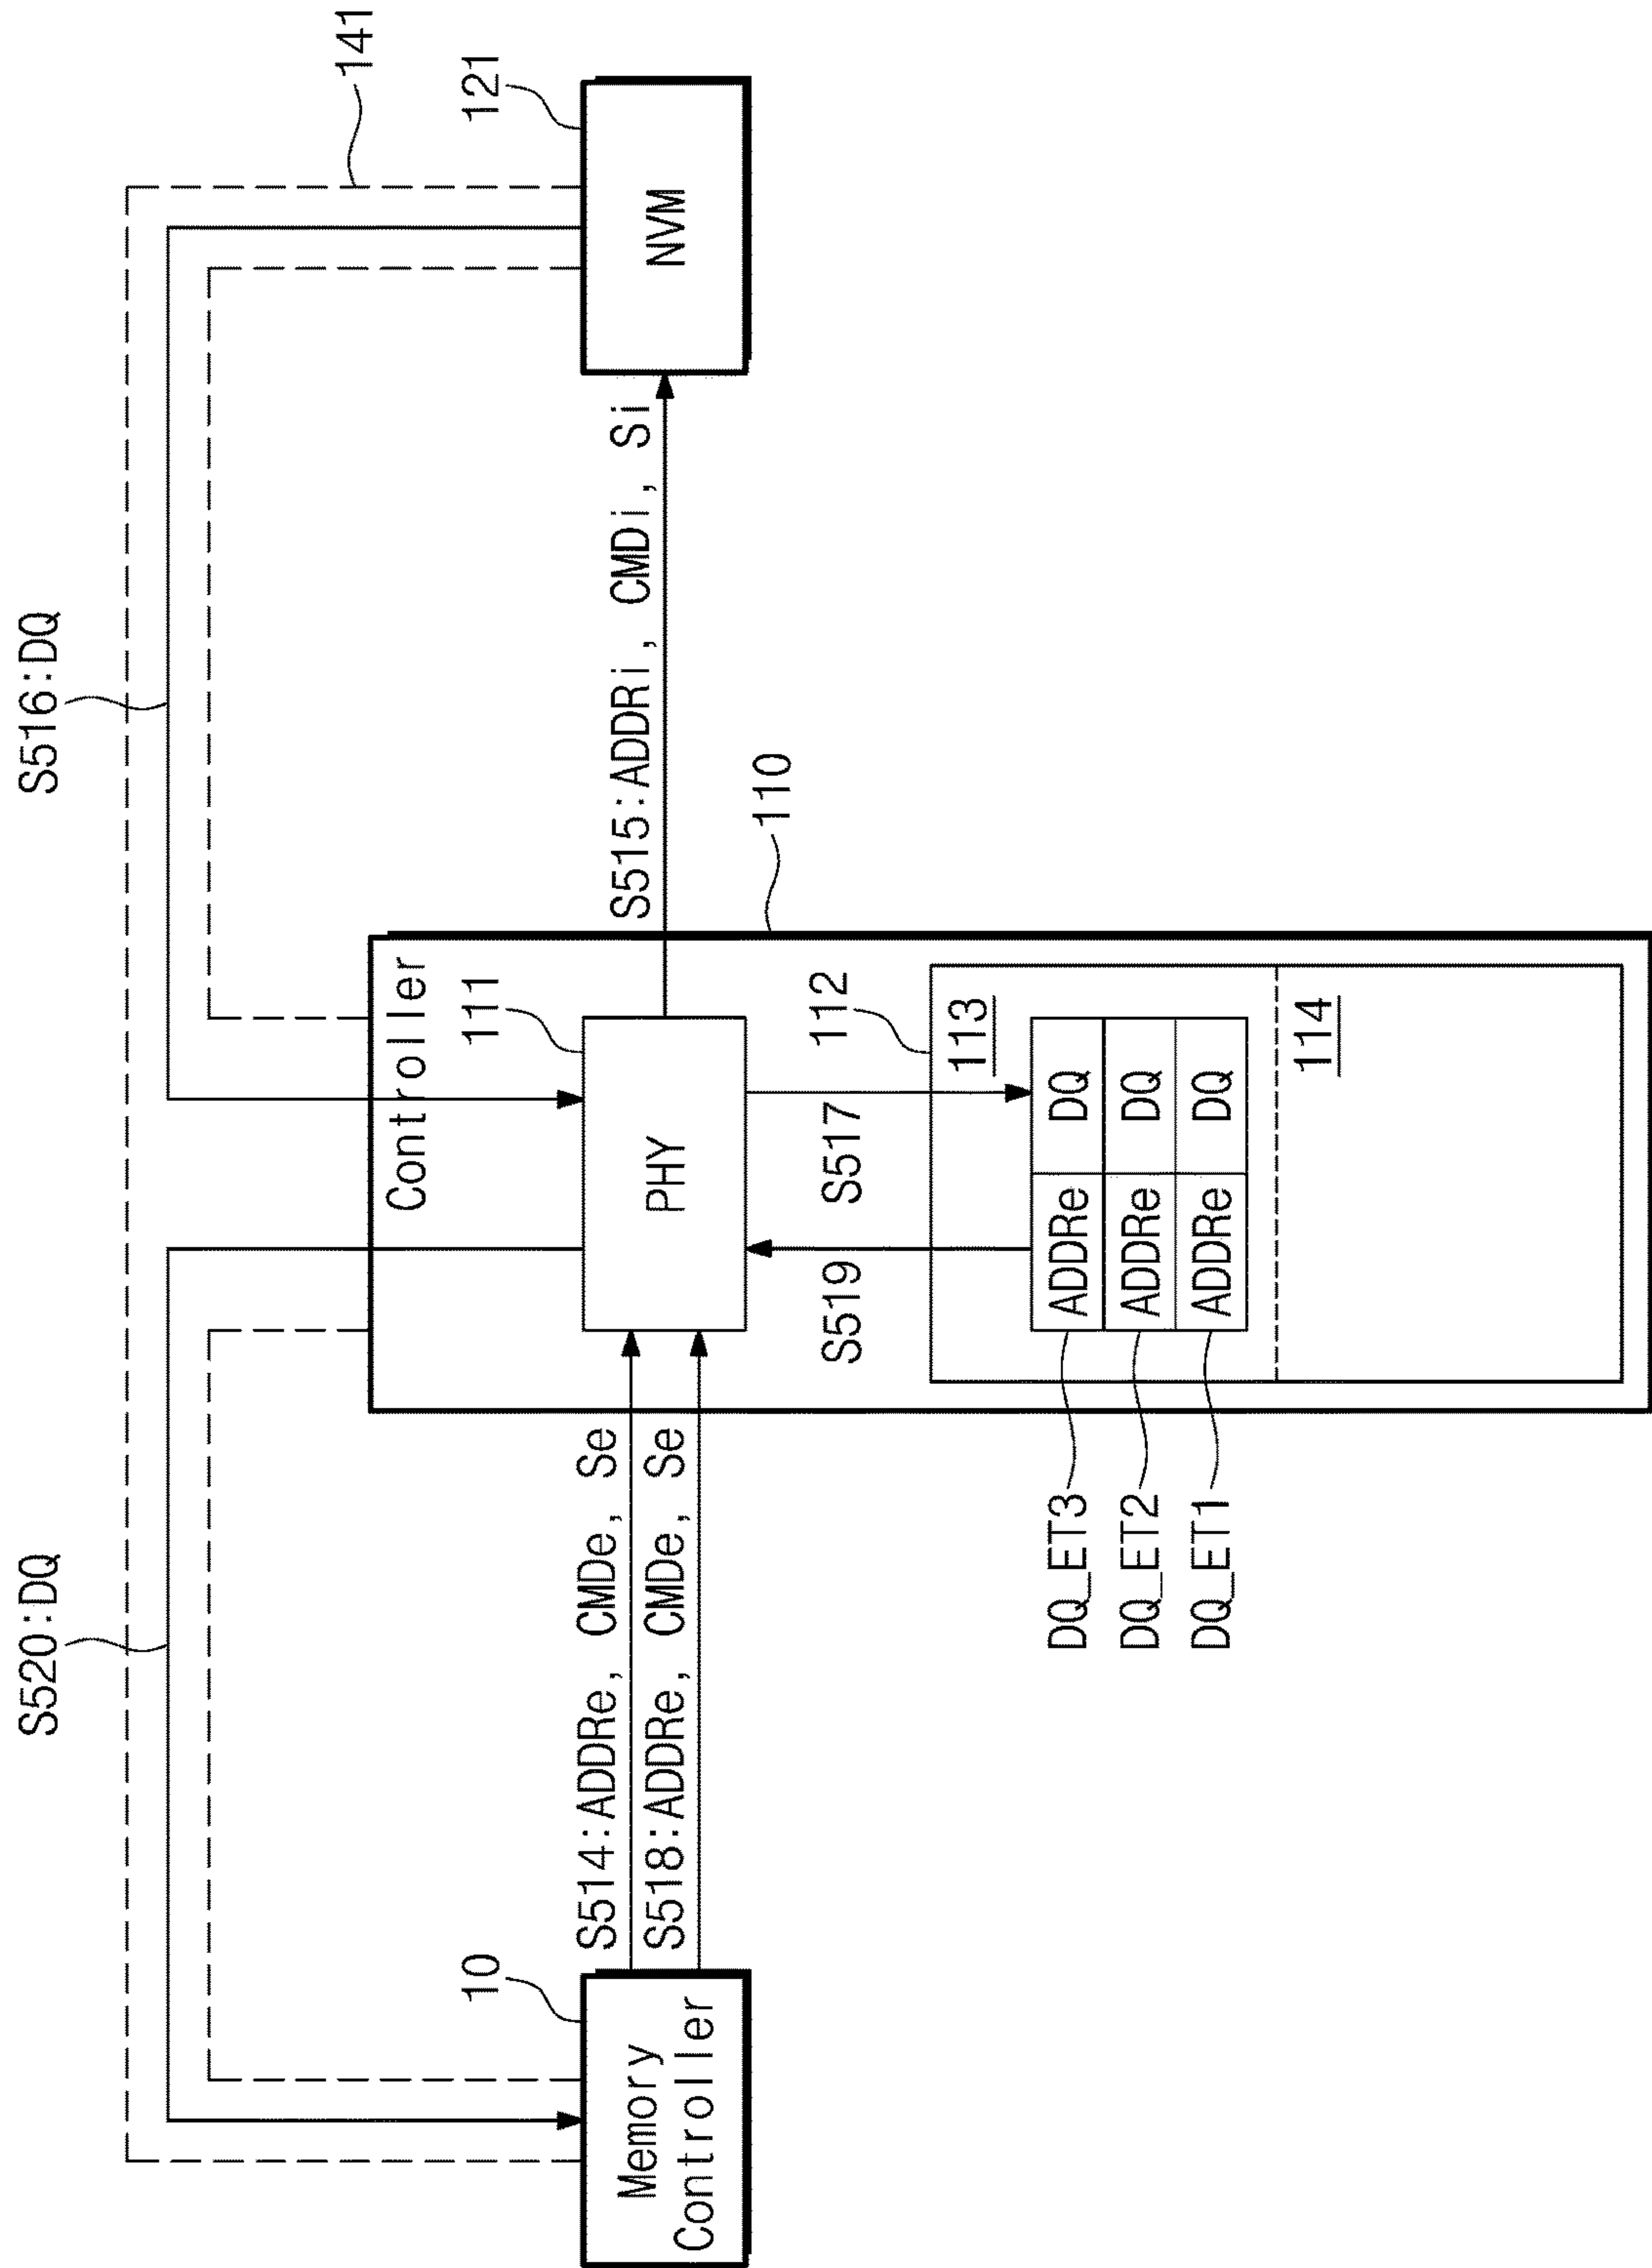 S520:DQ
S516:DQ
141
10
Memory
Controller
S514:ADDRe, CMDe, Se
S518:ADDRe, CMDe, Se
Controller
111
PHY
S515:ADDRi, CMDi, Si
121
NVM
110
S519
S517
112
113
DQ_ET3
ADDRe
DQ
DQ_ET2
ADDRe
DQ
DQ_ET1
ADDRe
DQ
114